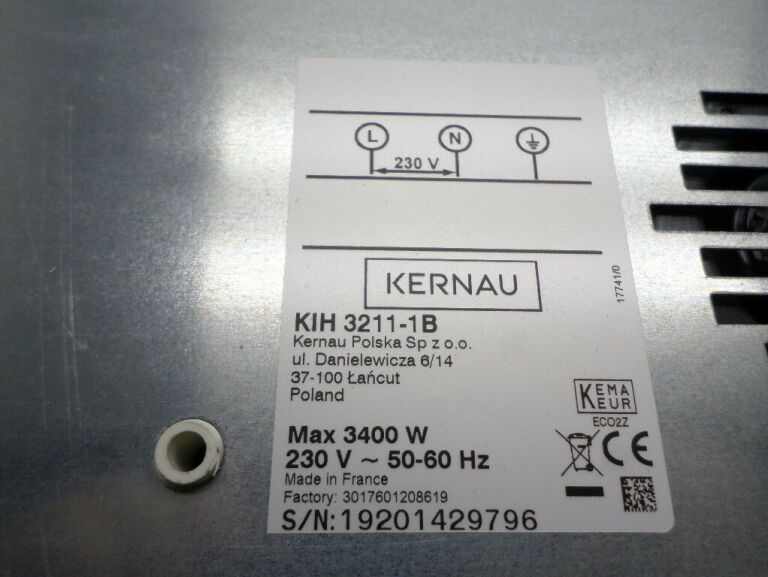 L N
230 V
KERNAU
17741/0
KIH 3211-1B
Kernau Polska Sp z o.o.
ul. Danielewicza 6/14
37-100 Łańcut
Poland
KEMA
KEUR
ECO2Z
Max 3400 W
230 V ~ 50-60 Hz
CE
Made in France
Factory: 3017601208619
S/N:19201429796